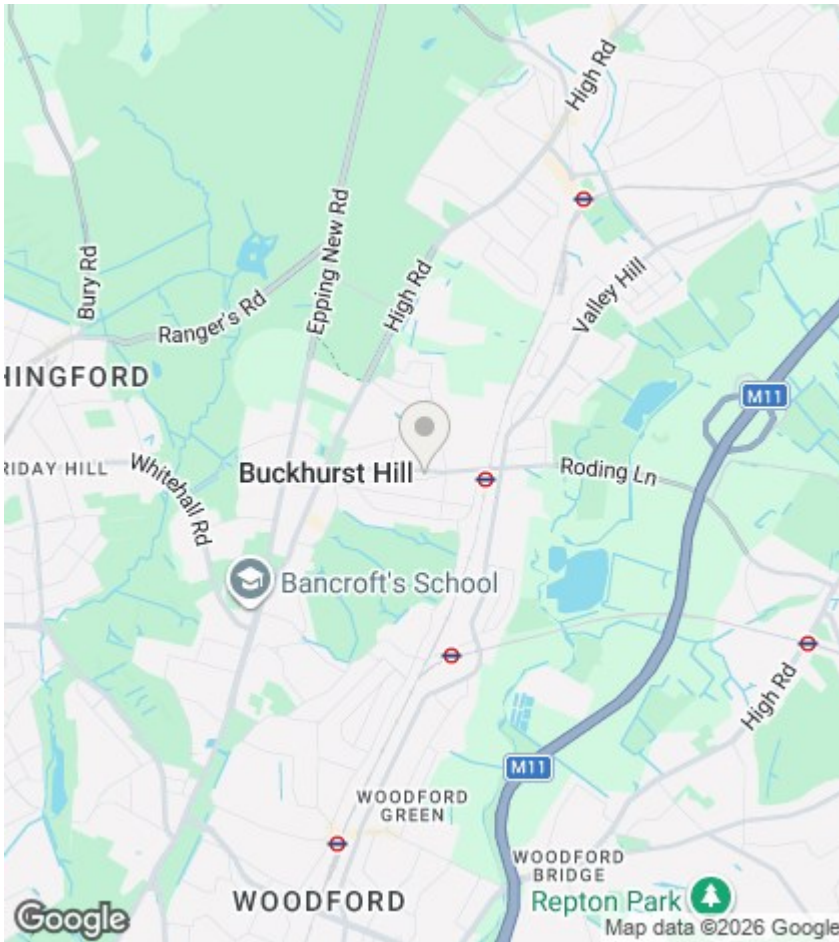 High Rd
Bury Rd
Epping New Rd
High Rd
Valley Hill
Ranger's Rd
HINGFORD
M11
RIDAY HILL
Whitehall Rd
Buckhurst Hill
Roding Ln
Bancroft's School
High Rd
M11
WOODFORD
GREEN
WOODFORD
BRIDGE
WOODFORD
Repton Park
Google
Map data ©2026 Google